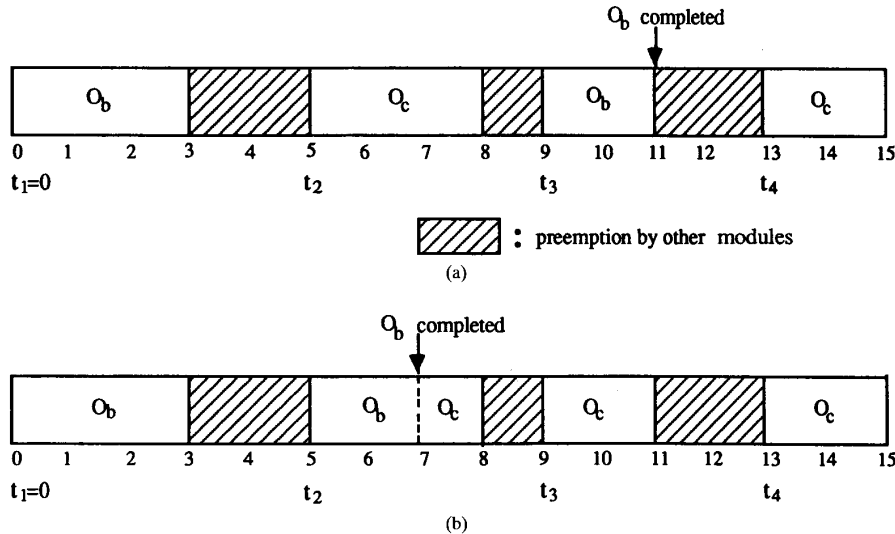 O_b completed
O_b O_c O_b O_c
0 1 2 3 4 5 6 7 8 9 10 11 12 13 14 15
t_1=0 t_2 t_3 t_4
: preemption by other modules
(a)
O_b completed
O_b O_b O_c O_c O_c
0 1 2 3 4 5 6 7 8 9 10 11 12 13 14 15
t_1=0 t_2 t_3 t_4
(b)